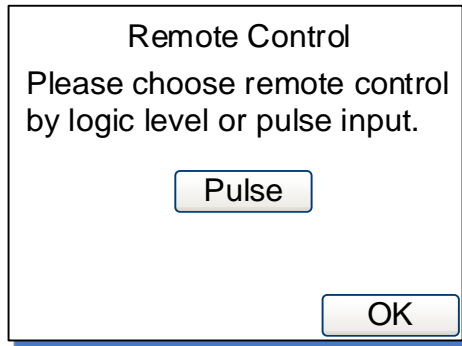 Remote Control
Please choose remote control
by logic level or pulse input.
Pulse
OK